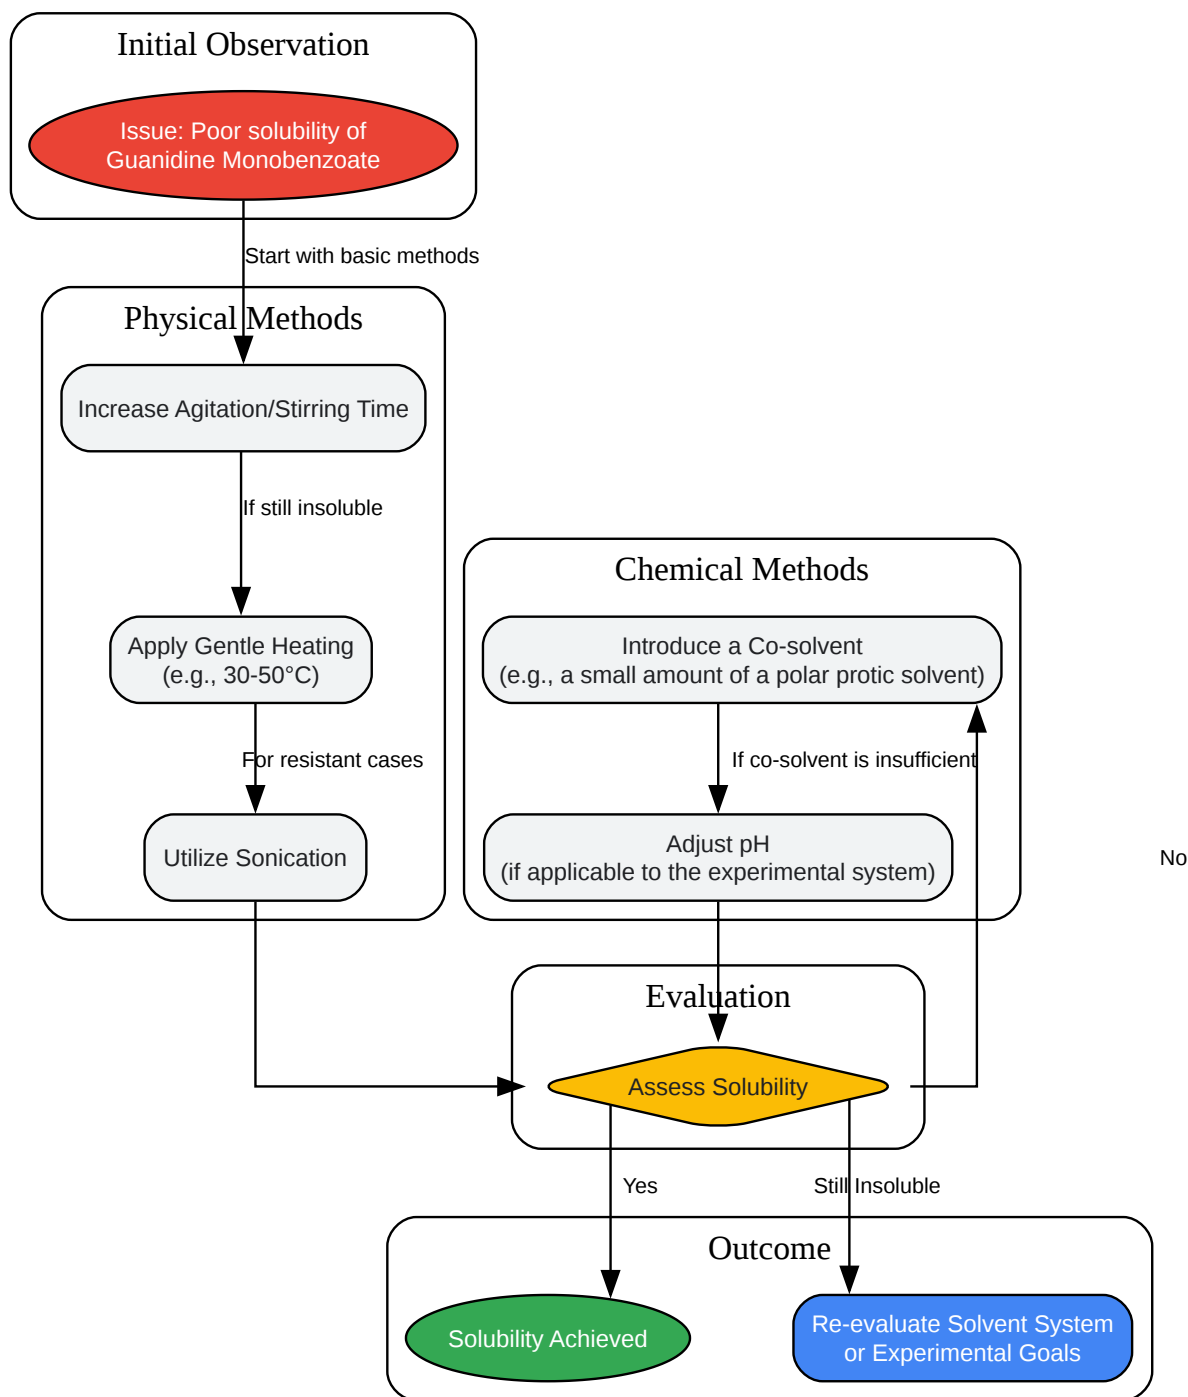 Initial Observation
Issue: Poor solubility of
Guanidine Monobenzoate
Start with basic methods
Physical Methods
Increase Agitation/Stirring Time
If still insoluble
Apply Gentle Heating
(e.g., 30-50°C)
For resistant cases
Utilize Sonication
Chemical Methods
Introduce a Co-solvent
(e.g., a small amount of a polar protic solvent)
If co-solvent is insufficient
Adjust pH
(if applicable to the experimental system)
No
Evaluation
Assess Solubility
Yes
Still Insoluble
Outcome
Solubility Achieved
Re-evaluate Solvent System
or Experimental Goals